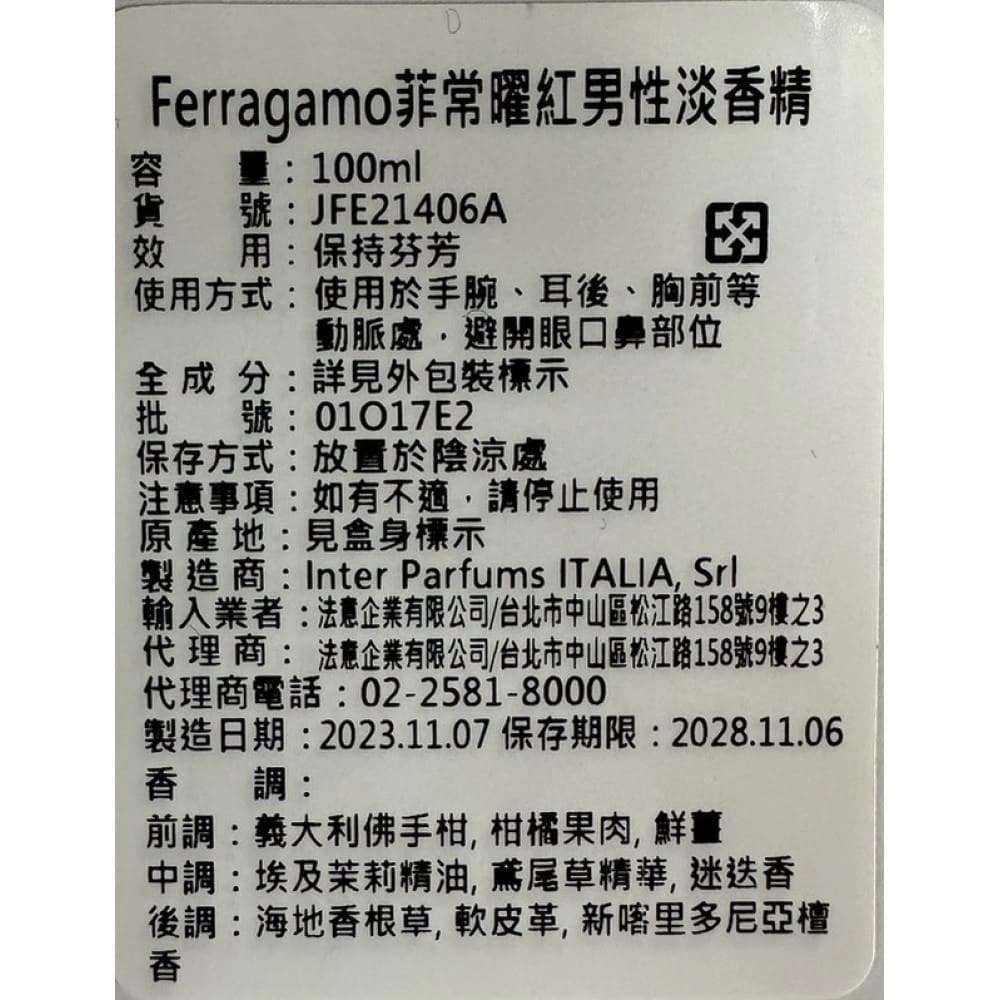 Ferragamo菲常曜紅男性淡香精
容 量：100ml
貨 號：JFE21406A
效 用：保持芬芳
使用方式：使用於手腕、耳後、胸前等
動脈處，避開眼口鼻部位
全 成 分：詳見外包裝標示
批 號：01O17E2
保存方式：放置於陰涼處
注意事項：如有不適，請停止使用
原 產 地：見盒身標示
製 造 商：Inter Parfums ITALIA, Srl
輸入業者：法意企業有限公司/台北市中山區松江路158號9樓之3
代 理 商：法意企業有限公司/台北市中山區松江路158號9樓之3
代理商電話：02-2581-8000
製造日期：2023.11.07 保存期限：2028.11.06
香 調：
前調：義大利佛手柑, 柑橘果肉, 鮮薑
中調：埃及茉莉精油, 鳶尾草精華, 迷迭香
後調：海地香根草, 軟皮革, 新喀里多尼亞檀
香